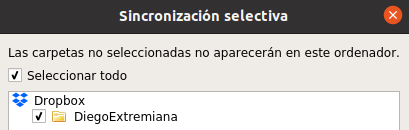 Sincronización selectiva
Las carpetas no seleccionadas no aparecerán en este ordenador.
Seleccionar todo
Dropbox
DiegoExtremiana